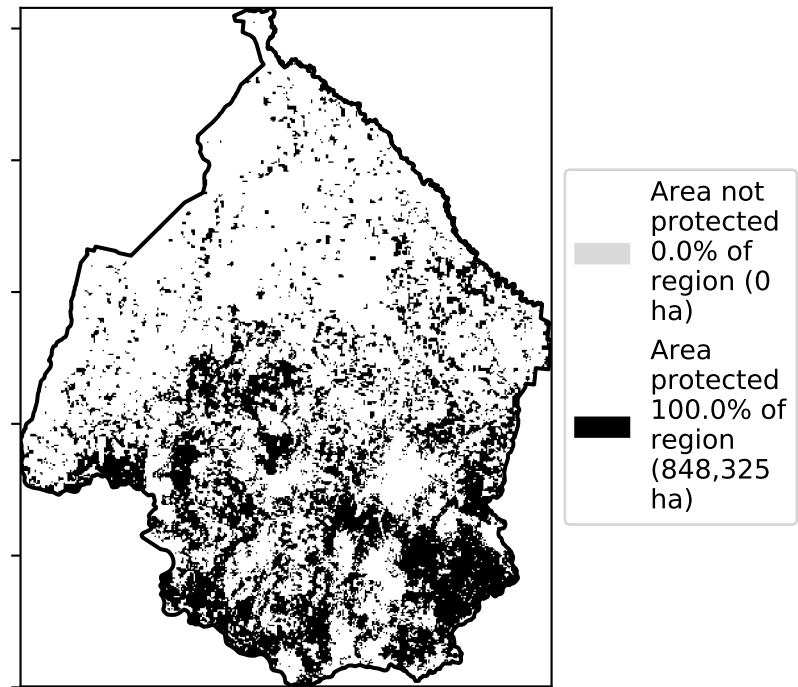 Area not
protected
0.0% of
region (0
ha)
Area
protected
100.0% of
region
(848,325
ha)